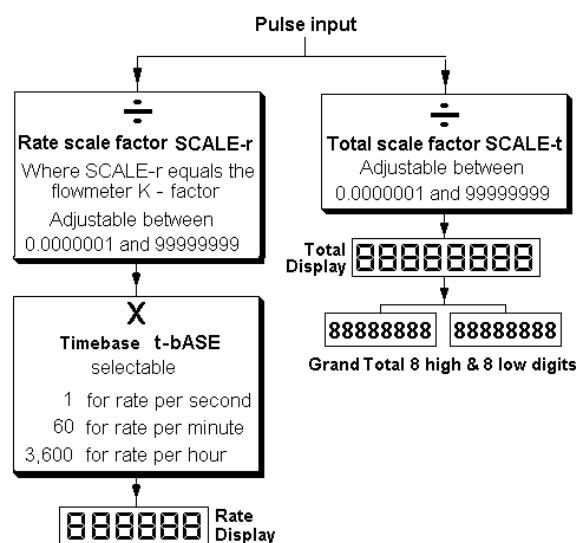 Pulse input
÷
Rate scale factor SCALE-r
Where SCALE-r equals the
flowmeter K - factor
Adjustable between
0.0000001 and 99999999
X
Timebase t-bASE
selectable
1 for rate per second
60 for rate per minute
3,600 for rate per hour
888888
Rate
Display
÷
Total scale factor SCALE-t
Adjustable between
0.0000001 and 99999999
Total
Display
88888888
88888888 88888888
Grand Total 8 high & 8 low digits